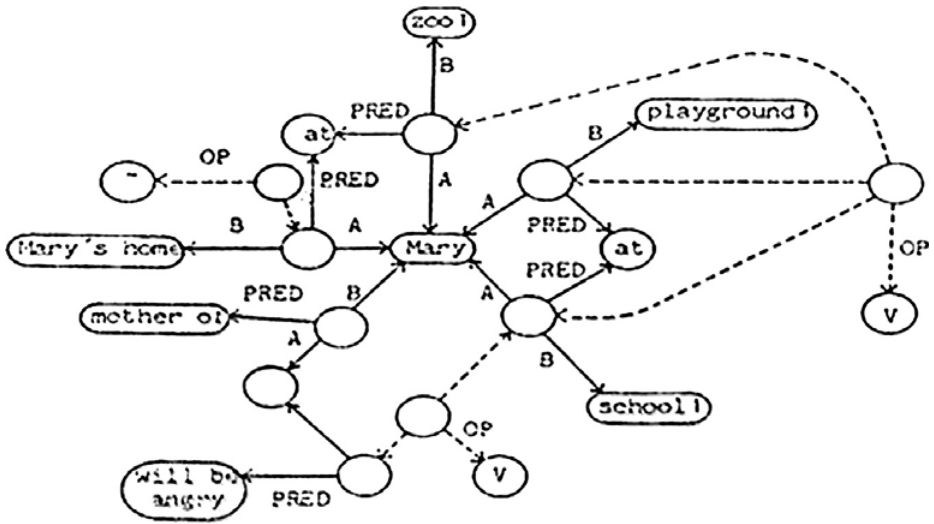 zoo1
B
PRED
at
playground1
B
OP
PRED
A
A
¬
PRED
B
A
Mary's home
Mary
at
PRED
A
OP
PRED
B
mother of
A
V
B
school1
OP
will be
angry
PRED
V